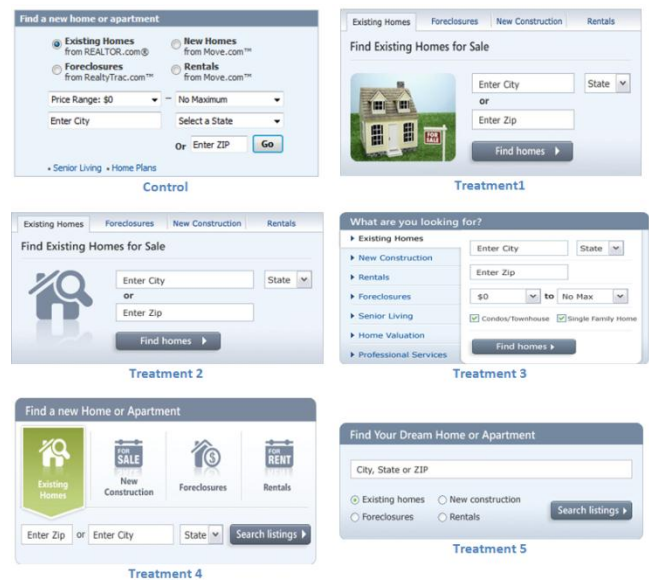 Find a new home or apartment
Existing Homes
from REALTOR.com®
New Homes
from Move.com™
Foreclosures
from RealtyTrac.com™
Rentals
from Move.com™
Price Range: $0
– No Maximum
Enter City
Select a State
Or Enter ZIP Go
• Senior Living • Home Plans
Control
Existing Homes Foreclosures New Construction Rentals
Find Existing Homes for Sale
FOR SALE
Enter City State
or
Enter Zip
Find homes
Treatment1
Existing Homes Foreclosures New Construction Rentals
Find Existing Homes for Sale
Enter City State
or
Enter Zip
Find homes
Treatment 2
What are you looking for?
Existing Homes
New Construction
Rentals
Foreclosures
Senior Living
Home Valuation
Professional Services
Enter City State
Enter Zip
$0 to No Max
Condos/Townhouse Single Family Home
Find homes
Treatment 3
Find a new Home or Apartment
Existing
Homes
FOR
SALE
New
Construction
$
Foreclosures
FOR
RENT
Rentals
Enter Zip or Enter City State Search listings
Treatment 4
Find Your Dream Home or Apartment
City, State or ZIP
Existing homes New construction
Foreclosures Rentals
Search listings
Treatment 5